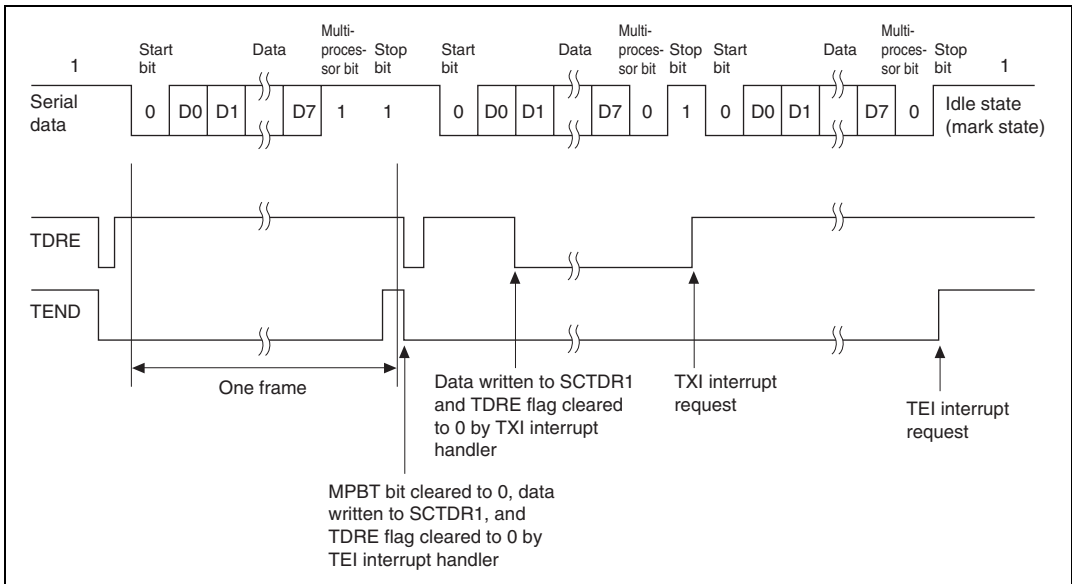 Multi-
proces-
sor bit
Multi-
proces-
sor bit
Multi-
proces-
sor bit
1
Start
bit
Data
Stop
bit
Start
bit
Data
Stop
bit
Start
bit
Data
Stop
bit
1
Serial
data
0 D0 D1 D7 1 1 0 D0 D1 D7 0 1 0 D0 D1 D7 0
Idle state
(mark state)
TDRE
TEND
One frame
Data written to SCTDR1
and TDRE flag cleared
to 0 by TXI interrupt
handler
TXI interrupt
request
TEI interrupt
request
MPBT bit cleared to 0, data
written to SCTDR1, and
TDRE flag cleared to 0 by
TEI interrupt handler